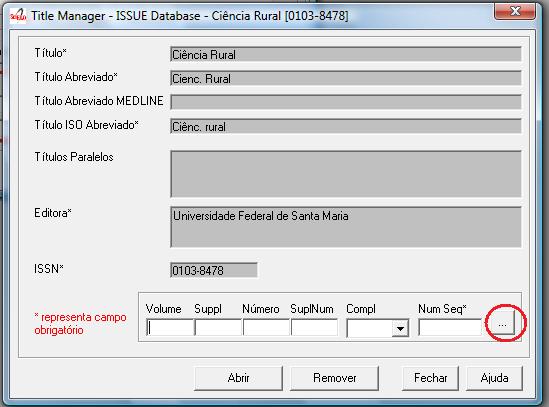 Title Manager - ISSUE Database - Ciência Rural [0103-8478]
Título* Ciência Rural
Título Abreviado* Cienc. Rural
Título Abreviado MEDLINE
Título ISO Abreviado* Ciênc. rural
Títulos Paralelos
Editora* Universidade Federal de Santa Maria
ISSN* 0103-8478
* representa campo
obrigatório
Volume Suppl Número SuplNum Compl Num Seq*
...
Abrir Remover Fechar Ajuda